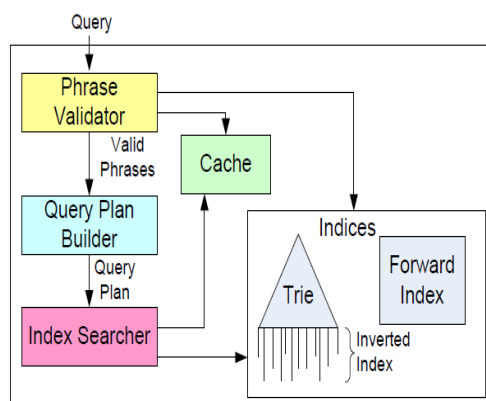 Query
Phrase
Validator
Valid
Phrases
Cache
Query Plan
Builder
Query
Plan
Index Searcher
Indices
Trie
Forward
Index
Inverted
Index